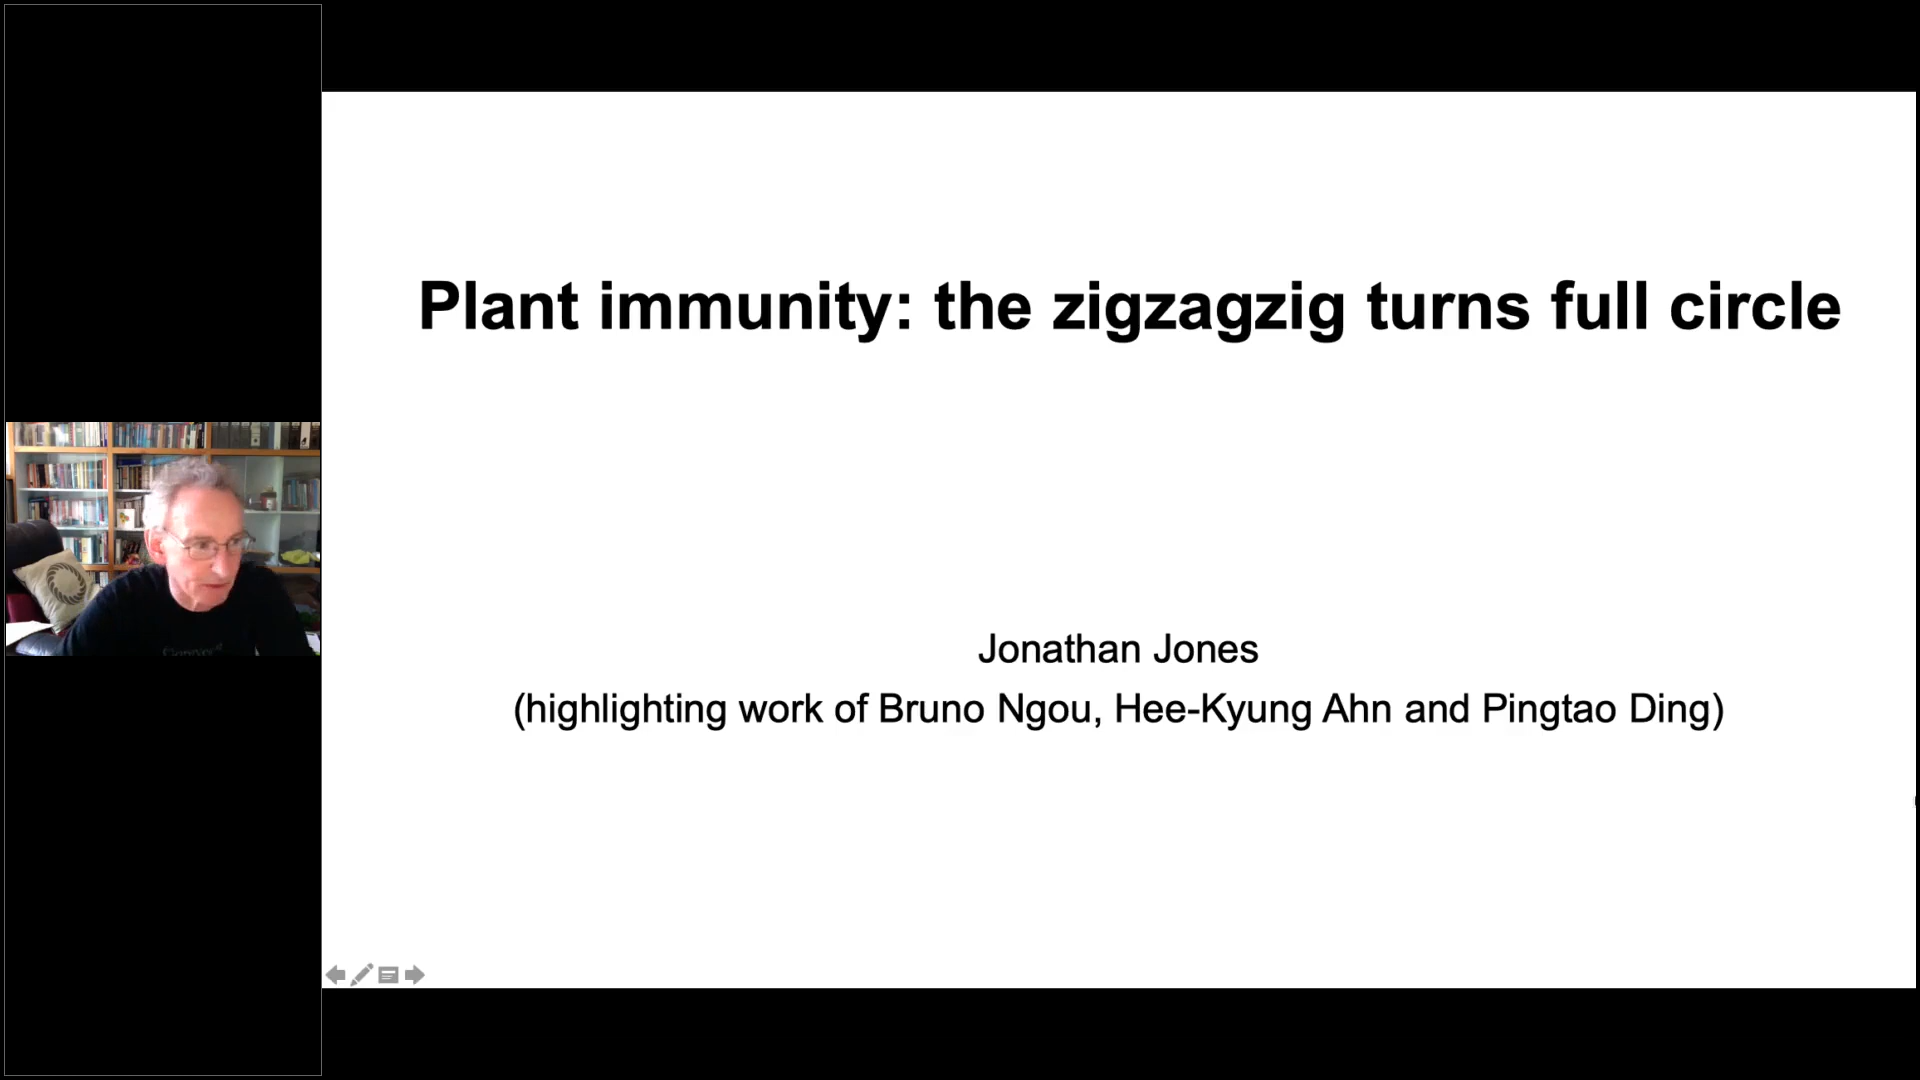 Plant immunity: the zigzagzig turns full circle
Jonathan Jones
(highlighting work of Bruno Ngou, Hee-Kyung Ahn and Pingtao Ding)